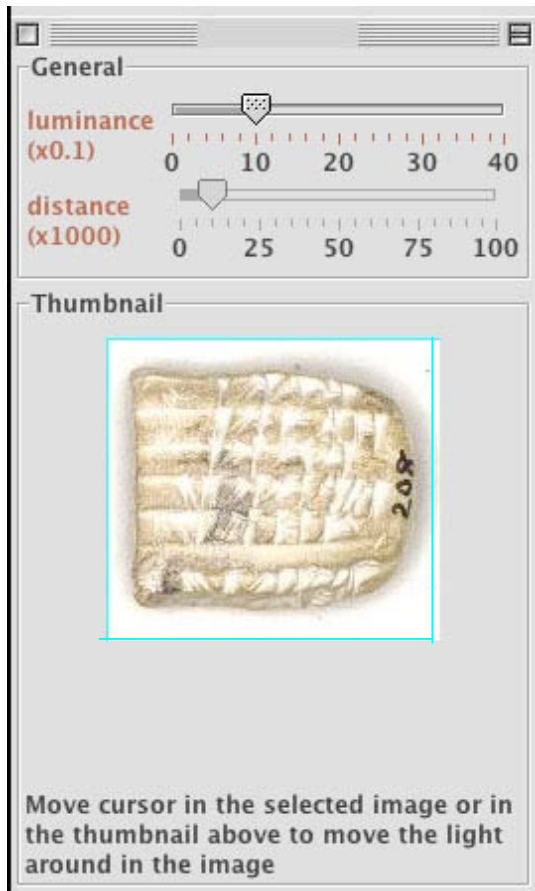 General
luminance
(x0.1)
0 10 20 30 40
distance
(x1000)
0 25 50 75 100
Thumbnail
208
Move cursor in the selected image or in
the thumbnail above to move the light
around in the image